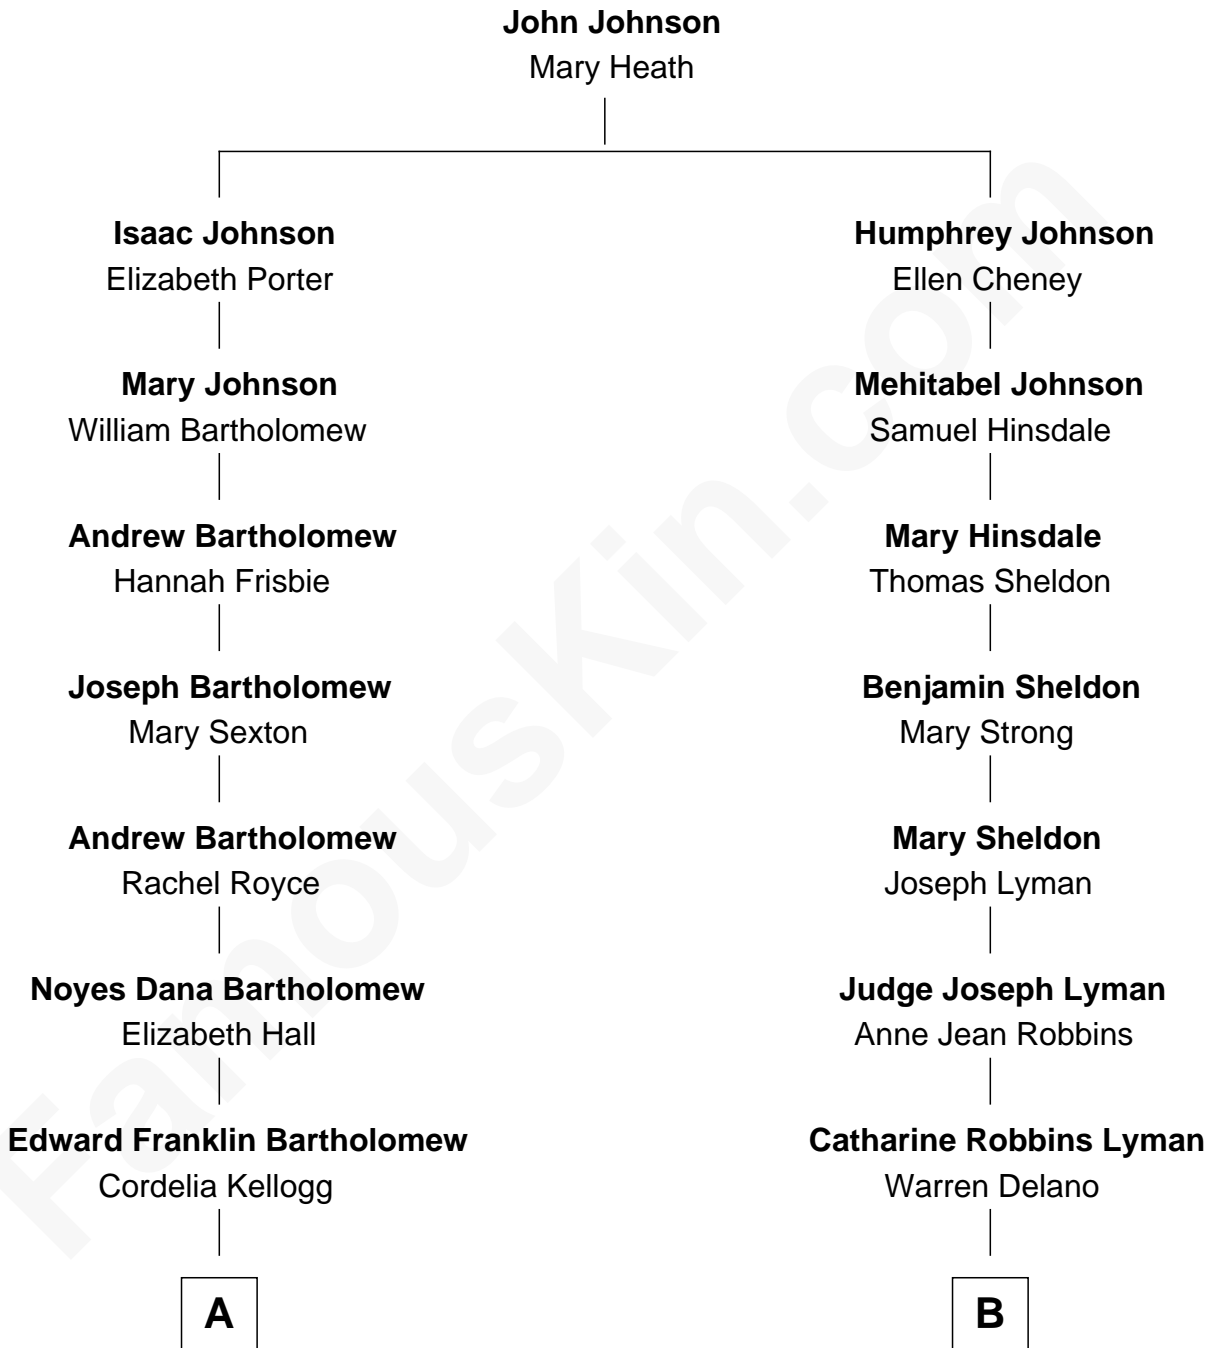 John Johnson
Mary Heath
Isaac Johnson
Elizabeth Porter
Mary Johnson
William Bartholomew
Andrew Bartholomew
Hannah Frisbie
Joseph Bartholomew
Mary Sexton
Andrew Bartholomew
Rachel Royce
Noyes Dana Bartholomew
Elizabeth Hall
Edward Franklin Bartholomew
Cordelia Kellogg
A
Humphrey Johnson
Ellen Cheney
Mehitabel Johnson
Samuel Hinsdale
Mary Hinsdale
Thomas Sheldon
Benjamin Sheldon
Mary Strong
Mary Sheldon
Joseph Lyman
Judge Joseph Lyman
Anne Jean Robbins
Catharine Robbins Lyman
Warren Delano
B
FamousKin.com